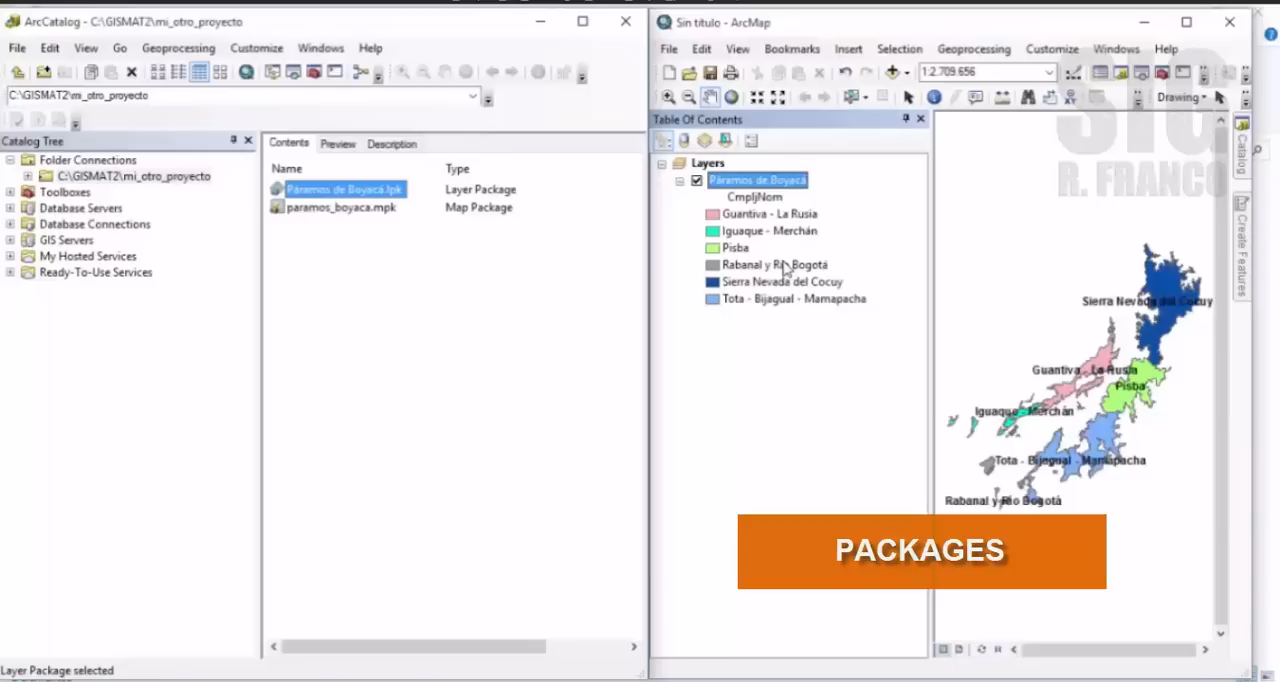 ArcCatalog - C:\GISMAT2\mi_otro_proyecto
File Edit View Go Geoprocessing Customize Windows Help
C:\GISMAT2\mi_otro_proyecto
Catalog Tree
Folder Connections
C:\GISMAT2\mi_otro_proyecto
Toolboxes
Database Servers
Database Connections
GIS Servers
My Hosted Services
Ready-To-Use Services
Contents Preview Description
Name Type
Páramos de Boyacá.lpk Layer Package
paramos_boyaca.mpk Map Package
Layer Package selected
Sin título - ArcMap
File Edit View Bookmarks Insert Selection Geoprocessing Customize Windows Help
1:2.709.656
Drawing
Table Of Contents
Layers
Páramos de Boyacá
CmpljNom
Guantiva - La Rusia
Iguaque - Merchán
Pisba
Rabanal y Río Bogotá
Sierra Nevada del Cocuy
Tota - Bijagual - Mamapacha
SIG
R. FRANCO
Catalog
Create Features
Sierra Nevada del Cocuy
Guantiva - La Rusia
Pisba
Iguaque - Merchán
Tota - Bijagual - Mamapacha
Rabanal y Río Bogotá
PACKAGES